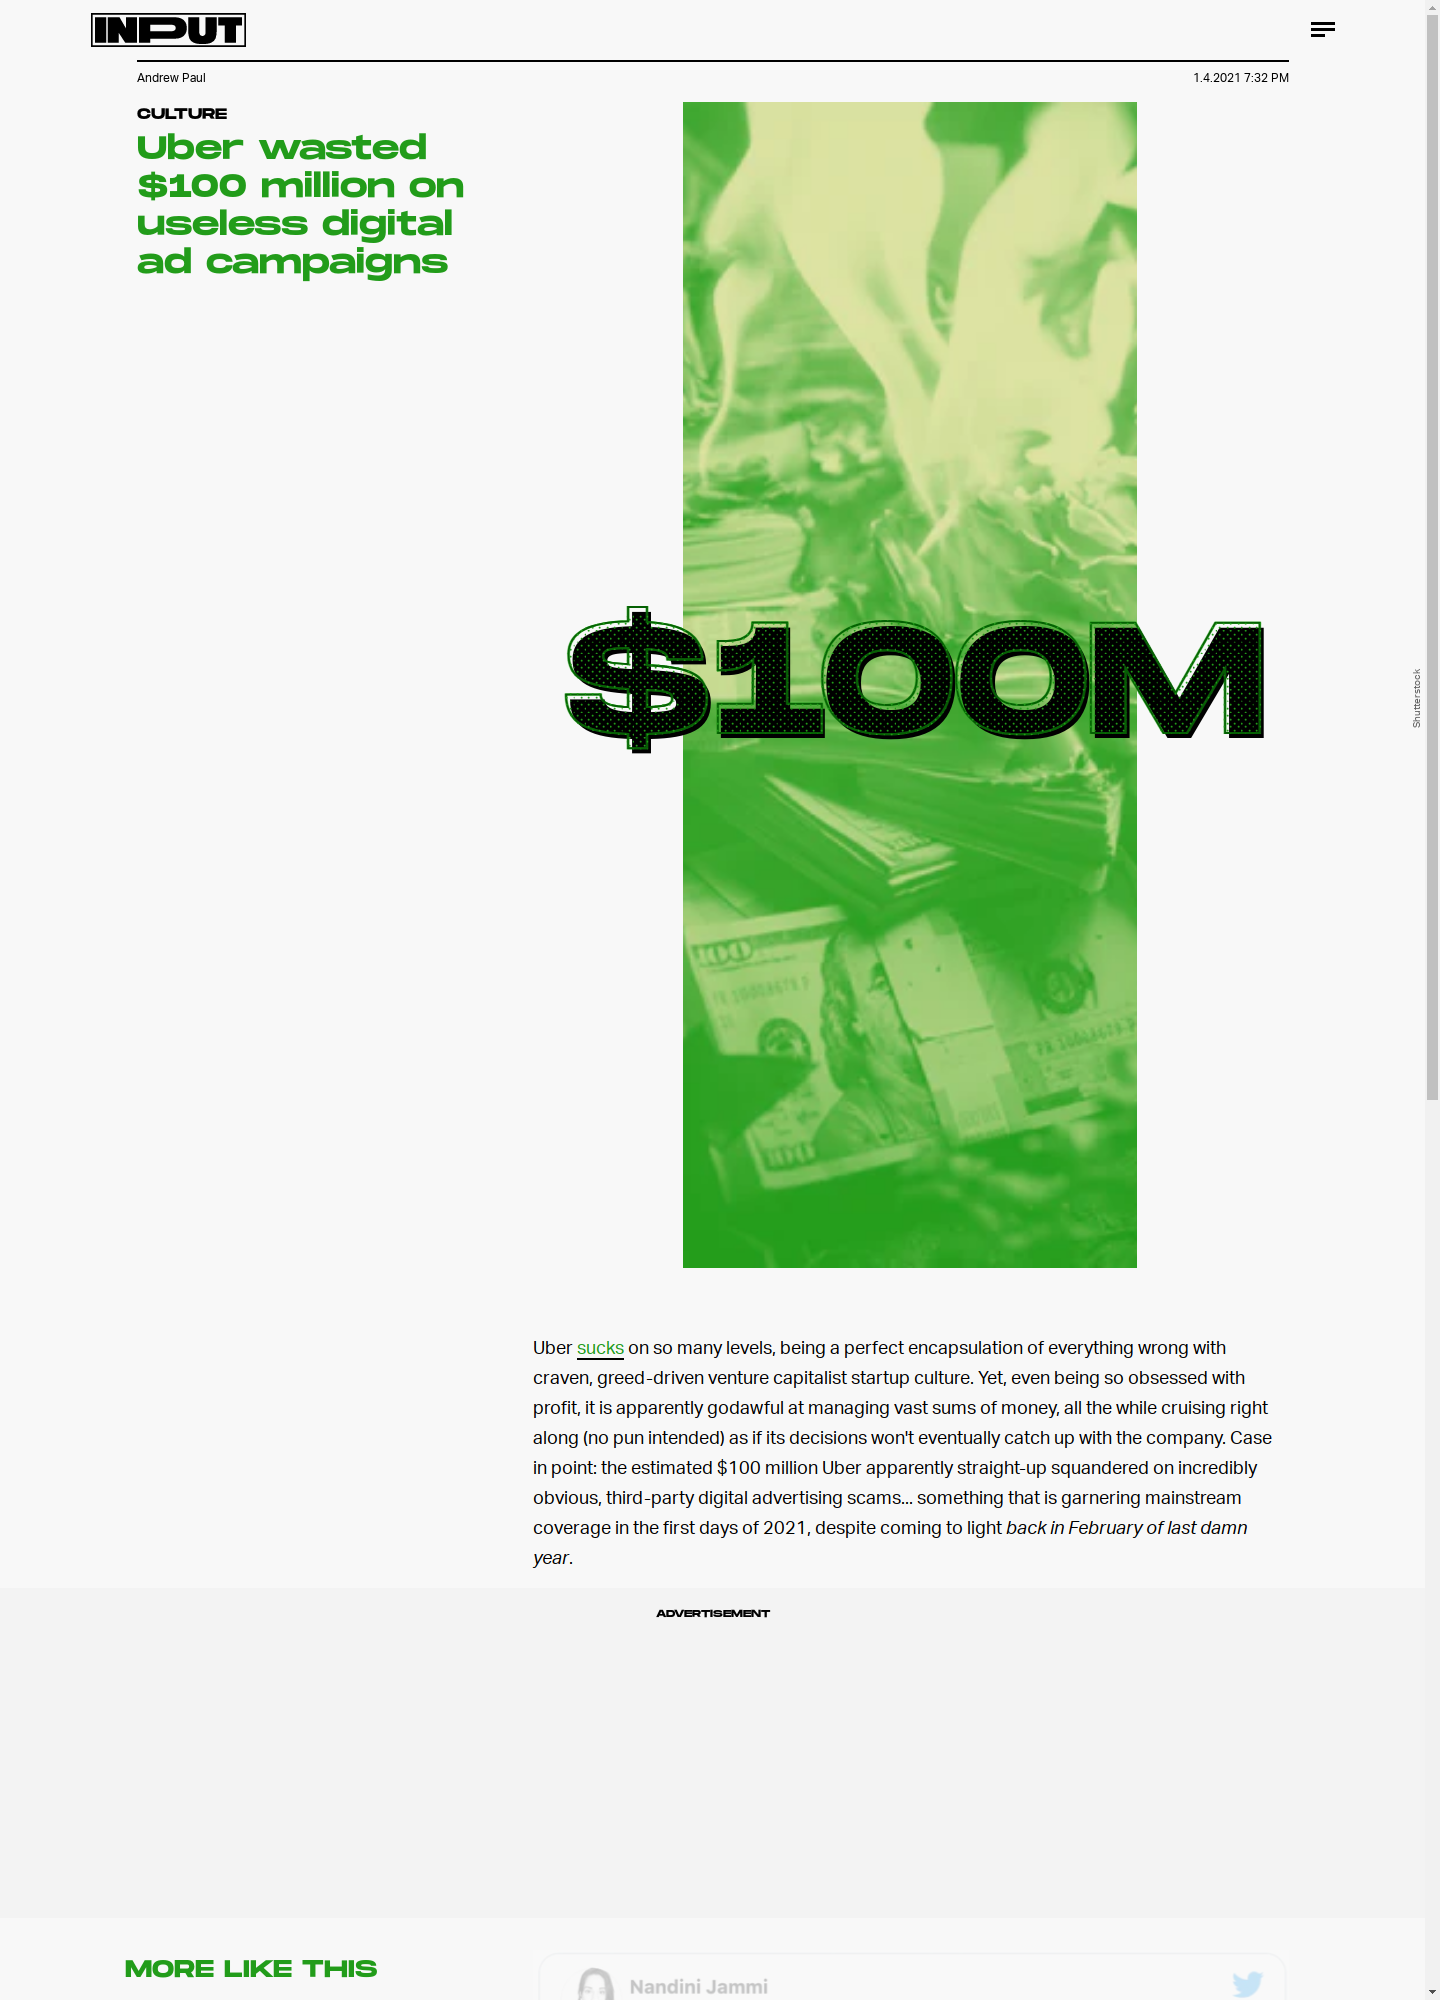 INPUT
Andrew Paul
1.4.2021 7:32 PM
CULTURE
Uber wasted
$100 million on
useless digital
ad campaigns
$100M
Shutterstock
100
100
Uber sucks on so many levels, being a perfect encapsulation of everything wrong with
craven, greed-driven venture capitalist startup culture. Yet, even being so obsessed with
profit, it is apparently godawful at managing vast sums of money, all the while cruising right
along (no pun intended) as if its decisions won't eventually catch up with the company. Case
in point: the estimated $100 million Uber apparently straight-up squandered on incredibly
obvious, third-party digital advertising scams... something that is garnering mainstream
coverage in the first days of 2021, despite coming to light back in February of last damn
year.
ADVERTISEMENT
MORE LIKE THIS
Nandini Jammi